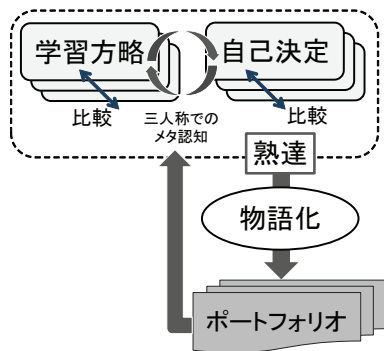 学習方略
自己決定
比較
三人称での
メタ認知
比較
熟達
物語化
ポートフォリオ